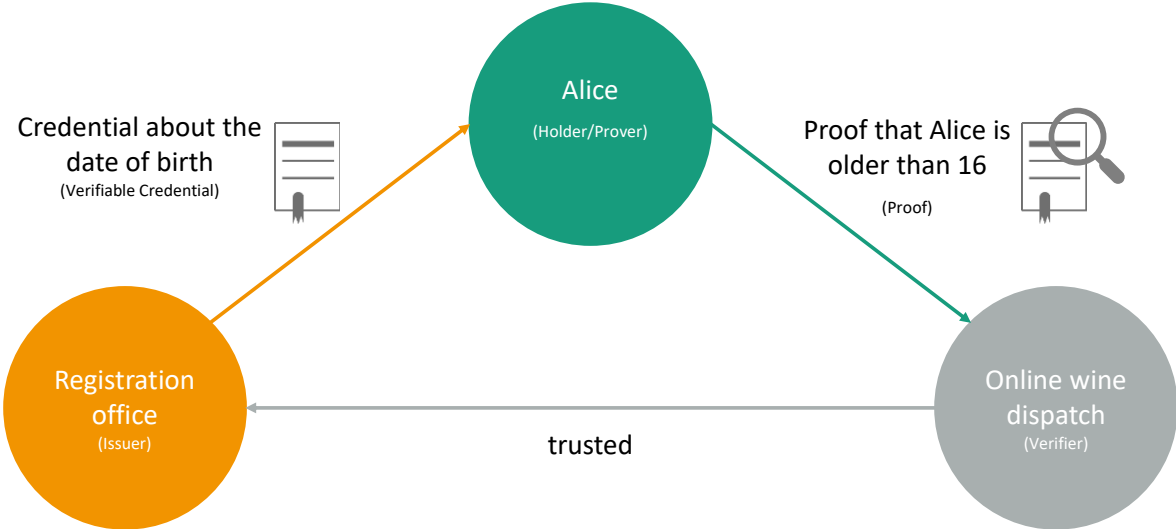 Alice
(Holder/Prover)
Credential about the
date of birth
(Verifiable Credential)
Proof that Alice is
older than 16
(Proof)
Registration
office
(Issuer)
Online wine
dispatch
(Verifier)
trusted